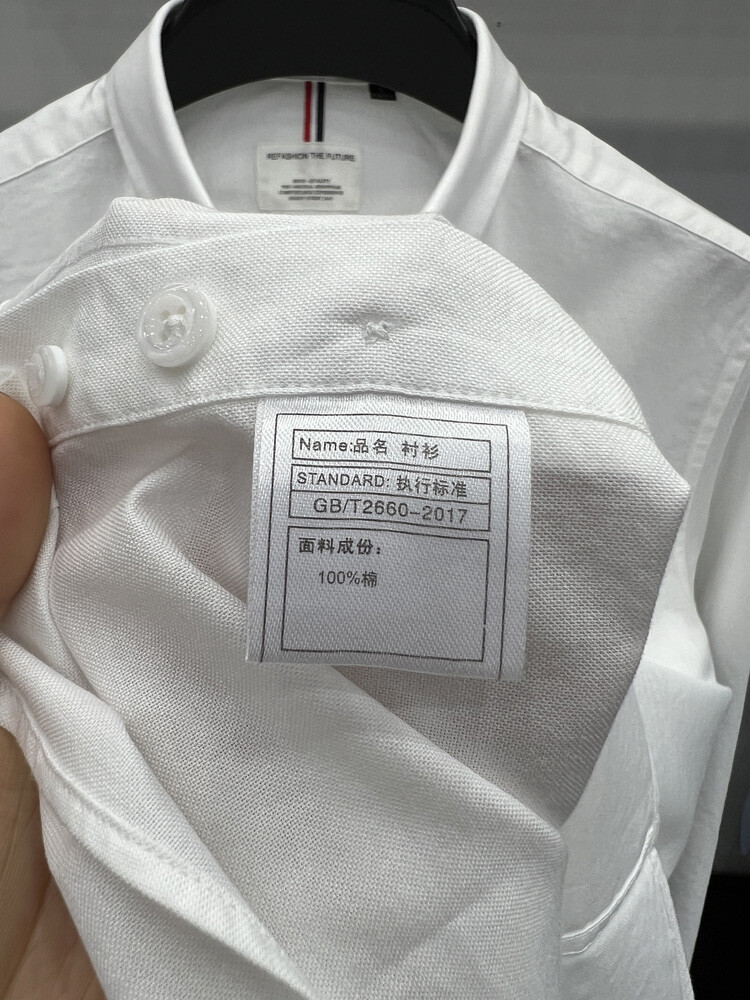 REFASHION THE FUTURE
Name:品名 衬衫
STANDARD: 执行标准
GB/T2660-2017
面料成份:
100%棉